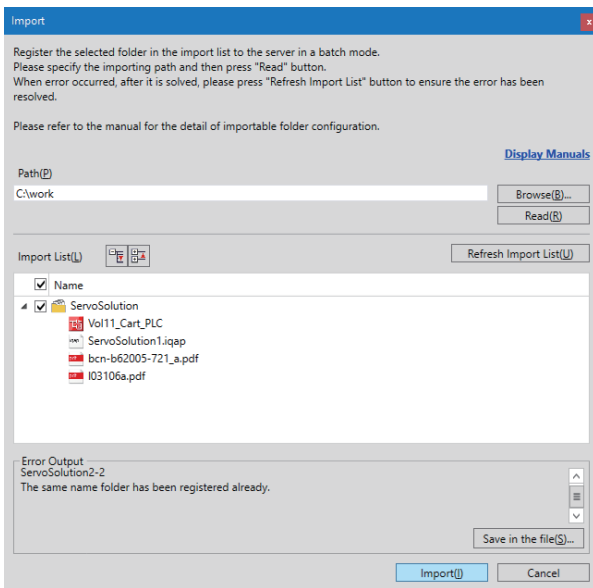 Import
x
Register the selected folder in the import list to the server in a batch mode.
Please specify the importing path and then press "Read" button.
When error occurred, after it is solved, please press "Refresh Import List" button to ensure the error has been
resolved.
Please refer to the manual for the detail of importable folder configuration.
Display Manuals
Path(P)
C:\work
Browse(B)...
Read(R)
Import List(L)
Refresh Import List(U)
Name
ServoSolution
Vol11_Cart_PLC
ServoSolution1.iqap
bcn-b62005-721_a.pdf
l03106a.pdf
Error Output
ServoSolution2-2
The same name folder has been registered already.
Save in the file(S)...
Import(I)
Cancel